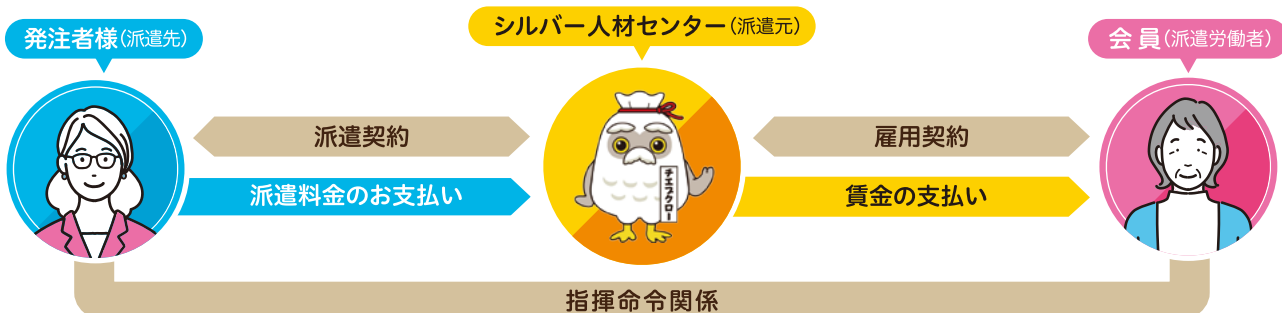 発注者様(派遣先)
シルバー人材センター(派遣元)
会員(派遣労働者)
派遣契約
雇用契約
派遣料金のお支払い
賃金の支払い
チエフクロー
指揮命令関係